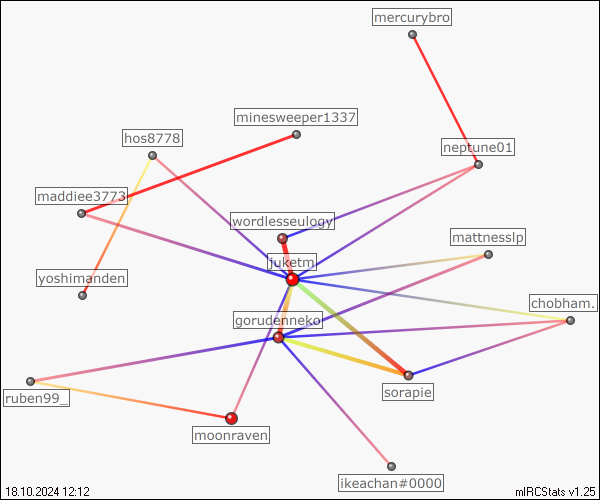 mercurybro
minesweeper1337
hos8778
neptune01
maddiee3773
wordlesseulogy
mattnesslp
juketm
yoshimanden
chobham.
gorudenneko
sorapie
ruben99_
moonraven
ikeachan#0000
18.10.2024 12:12
mIRCStats v1.25